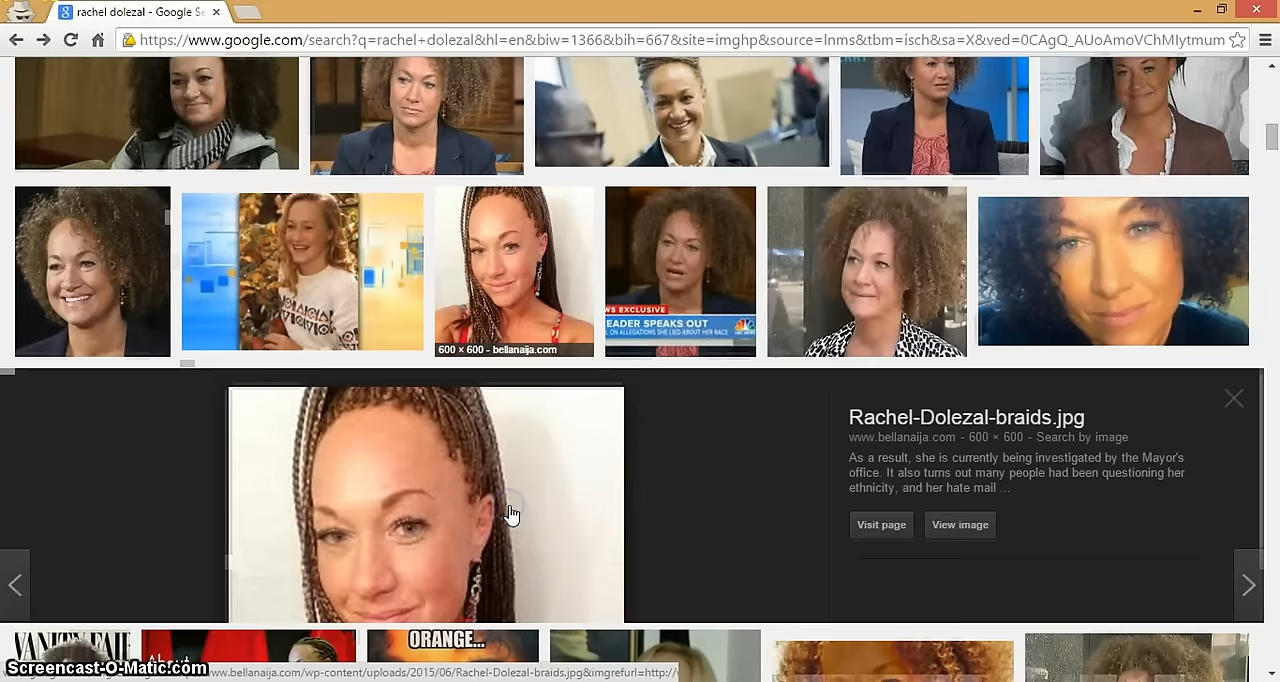 rachel dolezal - Google Se
https://www.google.com/search?q=rachel+dolezal&hl=en&biw=1366&bih=667&site=imghp&source=lnms&tbm=isch&sa=X&ved=0CAgQ_AUoAmoVChMIytmum
600 × 600 - bellanaija.com
WS EXCLUSIVE
EADER SPEAKS OUT
L ON ALLEGATIONS SHE LIED ABOUT HER RACE
NBC NEWS
Rachel-Dolezal-braids.jpg
www.bellanaija.com - 600 × 600 - Search by image
As a result, she is currently being investigated by the Mayor's
office. It also turns out many people had been questioning her
ethnicity, and her hate mail ...
Visit page
View image
VANITY FAIR
ORANGE...
Screencast-O-Matic.com
www.bellanaija.com/wp-content/uploads/2015/06/Rachel-Dolezal-braids.jpg&imgrefurl=http://